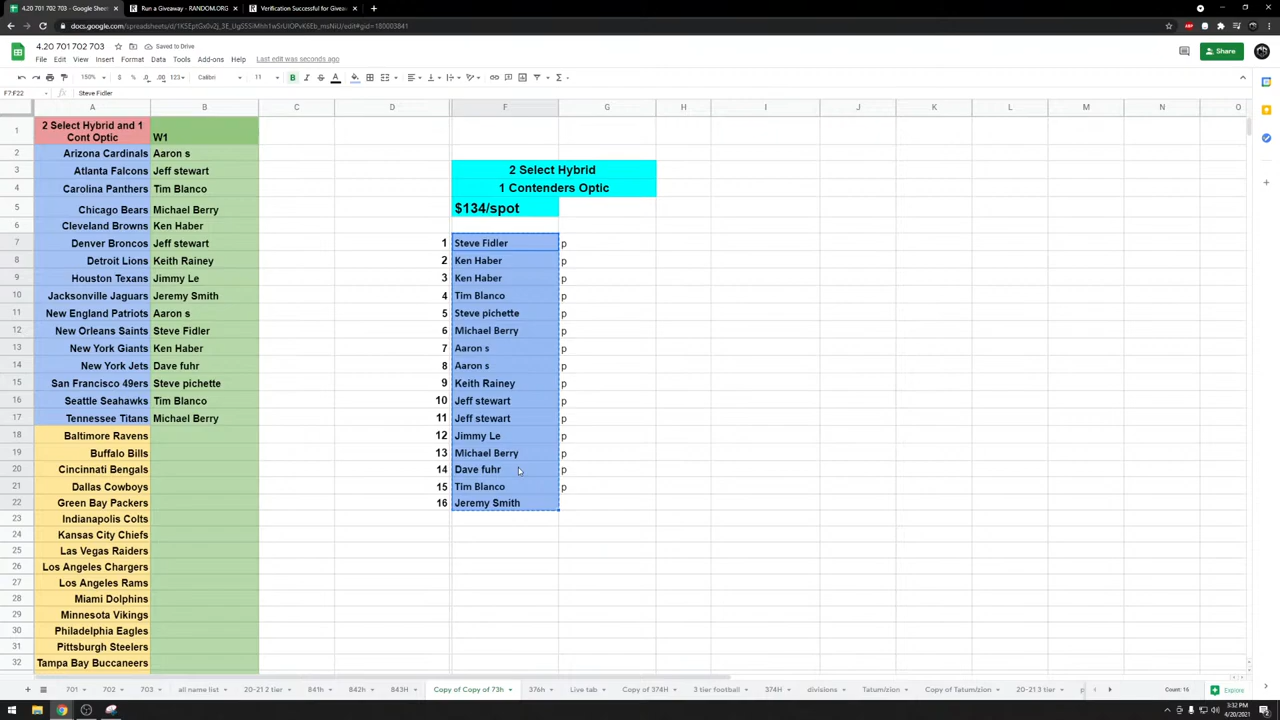 4.20 701 702 703 - Google Sheets
Run a Giveaway - RANDOM.ORG
Verification Successful for Giveaw
4.20 701 702 703
Saved to Drive
File Edit View Insert Format Data Tools Add-ons Help Last edit was seconds ago
Share
150% $ % .0 .00 123 Calibri 11 B I A
F7:F22 fx Steve Fidler
A B C D F G H I J K L M N O
1 2 Select Hybrid and 1 Cont Optic W1
2 Arizona Cardinals Aaron s
3 Atlanta Falcons Jeff stewart 2 Select Hybrid
4 Carolina Panthers Tim Blanco 1 Contenders Optic
5 Chicago Bears Michael Berry $134/spot
6 Cleveland Browns Ken Haber
7 Denver Broncos Jeff stewart 1 Steve Fidler p
8 Detroit Lions Keith Rainey 2 Ken Haber p
9 Houston Texans Jimmy Le 3 Ken Haber p
10 Jacksonville Jaguars Jeremy Smith 4 Tim Blanco p
11 New England Patriots Aaron s 5 Steve pichette p
12 New Orleans Saints Steve Fidler 6 Michael Berry p
13 New York Giants Ken Haber 7 Aaron s p
14 New York Jets Dave fuhr 8 Aaron s p
15 San Francisco 49ers Steve pichette 9 Keith Rainey p
16 Seattle Seahawks Tim Blanco 10 Jeff stewart p
17 Tennessee Titans Michael Berry 11 Jeff stewart p
18 Baltimore Ravens 12 Jimmy Le p
19 Buffalo Bills 13 Michael Berry p
20 Cincinnati Bengals 14 Dave fuhr p
21 Dallas Cowboys 15 Tim Blanco p
22 Green Bay Packers 16 Jeremy Smith
23 Indianapolis Colts
24 Kansas City Chiefs
25 Las Vegas Raiders
26 Los Angeles Chargers
27 Los Angeles Rams
28 Miami Dolphins
29 Minnesota Vikings
30 Philadelphia Eagles
31 Pittsburgh Steelers
32 Tampa Bay Buccaneers
701 702 703 all name list 20-21 2 tier 841h 842h 843H Copy of Copy of 73h 376h Live tab Copy of 374H 3 tier football 374H divisions Tatum/zion Copy of Tatum/zion 20-21 3 tier Count: 16 Explore
3:32 PM
4/20/2021